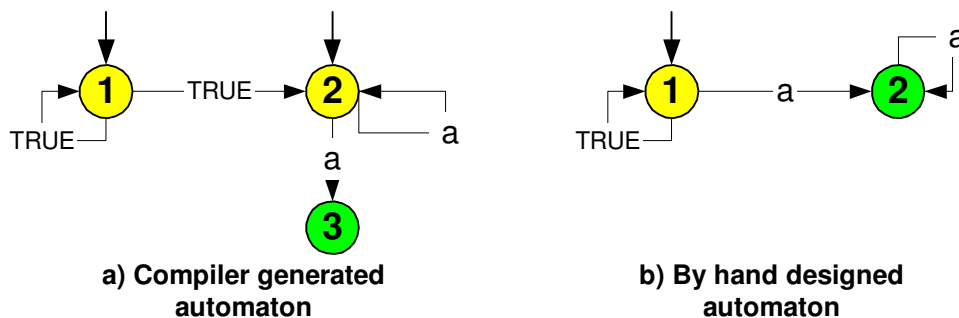 1 TRUE 2 1 a 2 a
TRUE a TRUE
a
3
a) Compiler generated
automaton
b) By hand designed
automaton